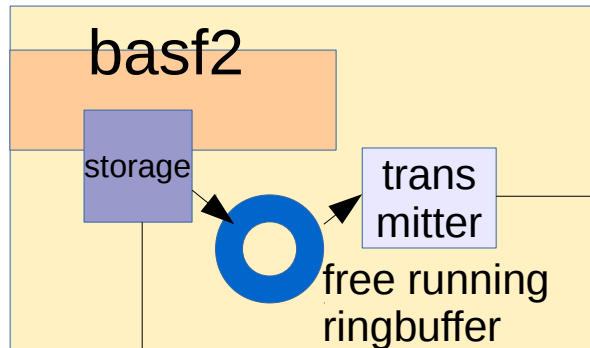 basf2
storage
trans
mitter
free running
ringbuffer